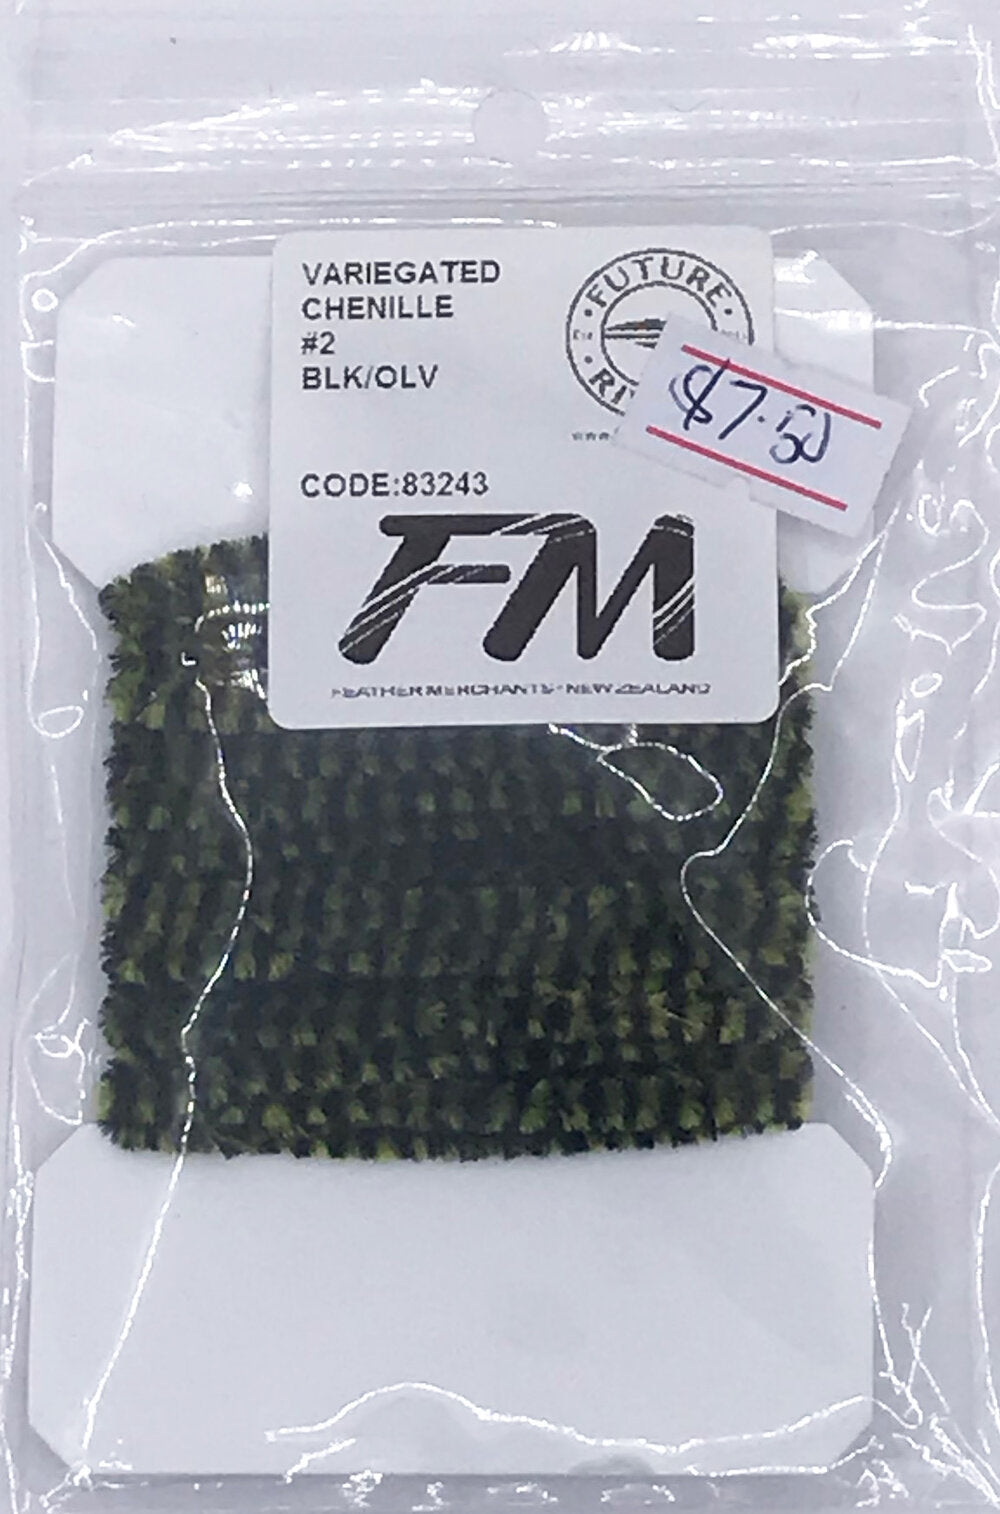 VARIEGATED
CHENILLE
#2
BLK/OLV
FUTURE
$7.50
CODE:83243
FM
FEATHER MERCHANTS · NEW ZEALAND